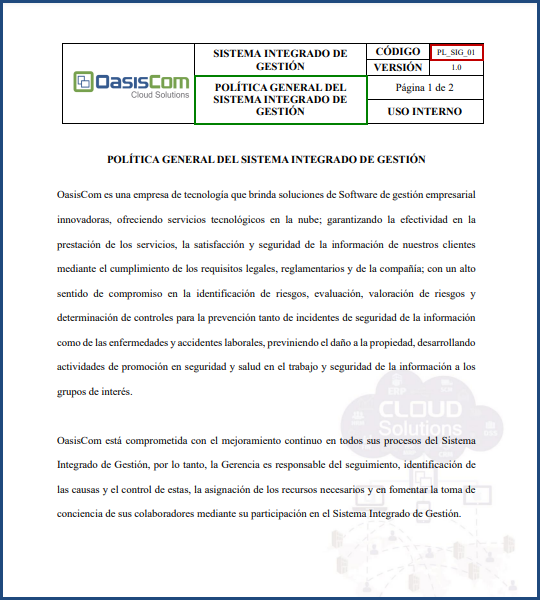 OasisCom
Cloud Solutions
SISTEMA INTEGRADO DE
GESTIÓN
POLÍTICA GENERAL DEL
SISTEMA INTEGRADO DE
GESTIÓN
CÓDIGO PL_SIG_01
VERSIÓN 1.0
Página 1 de 2
USO INTERNO
POLÍTICA GENERAL DEL SISTEMA INTEGRADO DE GESTIÓN
OasisCom es una empresa de tecnología que brinda soluciones de Software de gestión empresarial
innovadoras, ofreciendo servicios tecnológicos en la nube; garantizando la efectividad en la
prestación de los servicios, la satisfacción y seguridad de la información de nuestros clientes
mediante el cumplimiento de los requisitos legales, reglamentarios y de la compañía; con un alto
sentido de compromiso en la identificación de riesgos, evaluación, valoración de riesgos y
determinación de controles para la prevención tanto de incidentes de seguridad de la información
como de las enfermedades y accidentes laborales, previniendo el daño a la propiedad, desarrollando
actividades de promoción en seguridad y salud en el trabajo y seguridad de la información a los
grupos de interés.
CLOUD
Solutions
OasisCom está comprometida con el mejoramiento continuo en todos sus procesos del Sistema
Integrado de Gestión, por lo tanto, la Gerencia es responsable del seguimiento, identificación de
las causas y el control de estas, la asignación de los recursos necesarios y en fomentar la toma de
conciencia de sus colaboradores mediante su participación en el Sistema Integrado de Gestión.